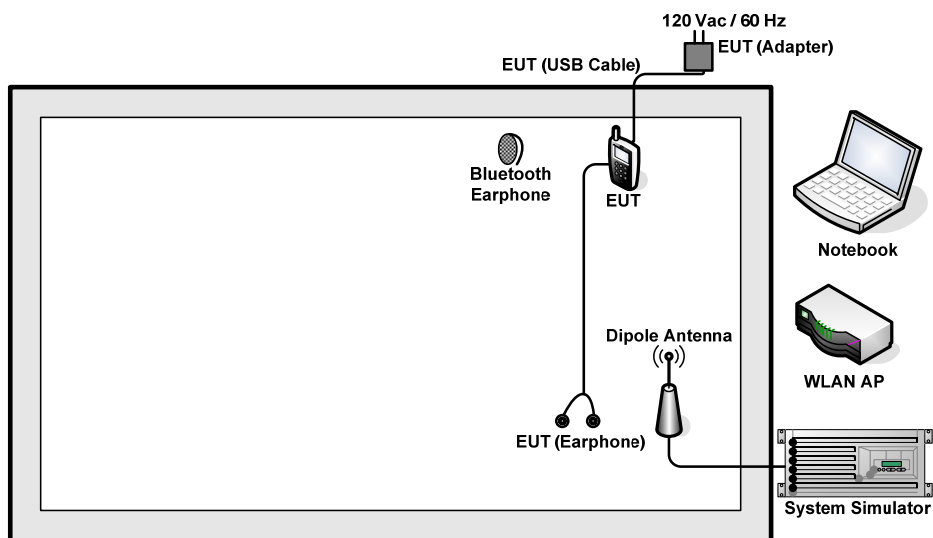 120 Vac / 60 Hz
EUT (Adapter)
EUT (USB Cable)
Bluetooth
Earphone
EUT
Notebook
Dipole Antenna
WLAN AP
EUT (Earphone)
System Simulator